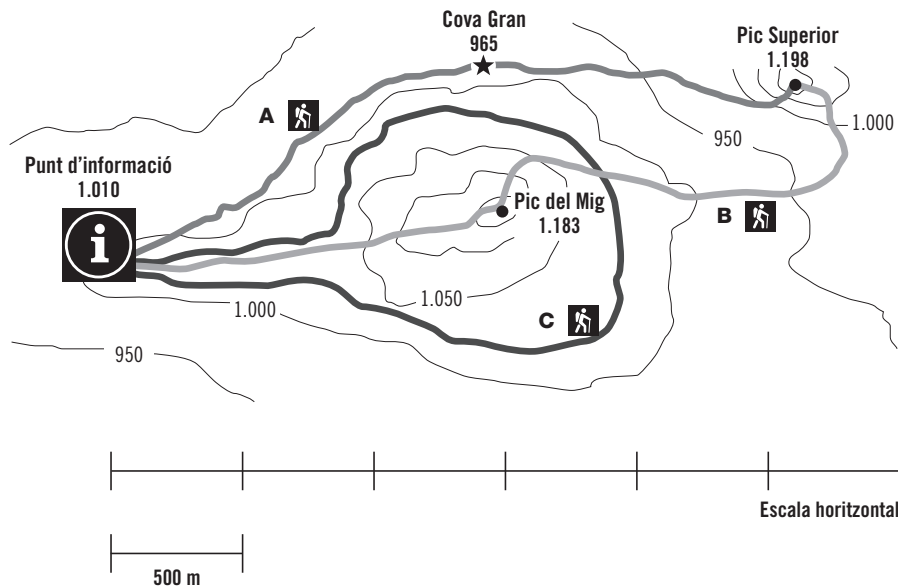 Cova Gran
965
Pic Superior
1.198
A
1.000
950
Punt d’informació
1.010
i
Pic del Mig
1.183
B
1.050
1.000
C
950
Escala horitzontal
500 m